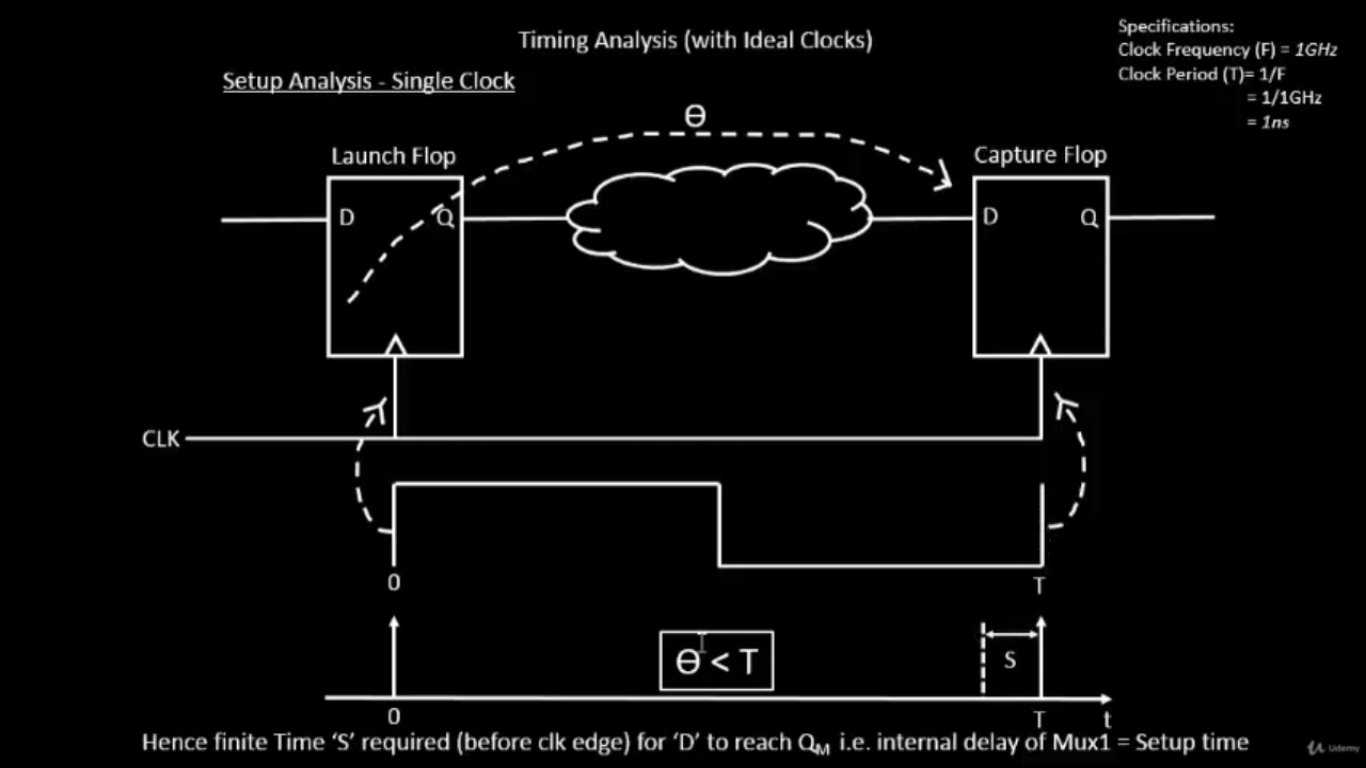 Timing Analysis (with Ideal Clocks)
Specifications:
Clock Frequency (F) = 1GHz
Clock Period (T)= 1/F
= 1/1GHz
= 1ns
Setup Analysis - Single Clock
Ɵ
Launch Flop
Capture Flop
D
Q
D
Q
CLK
0
T
Ɵ < T
S
0
T
t
Hence finite Time ‘S’ required (before clk edge) for ‘D’ to reach QM i.e. internal delay of Mux1 = Setup time
Udemy